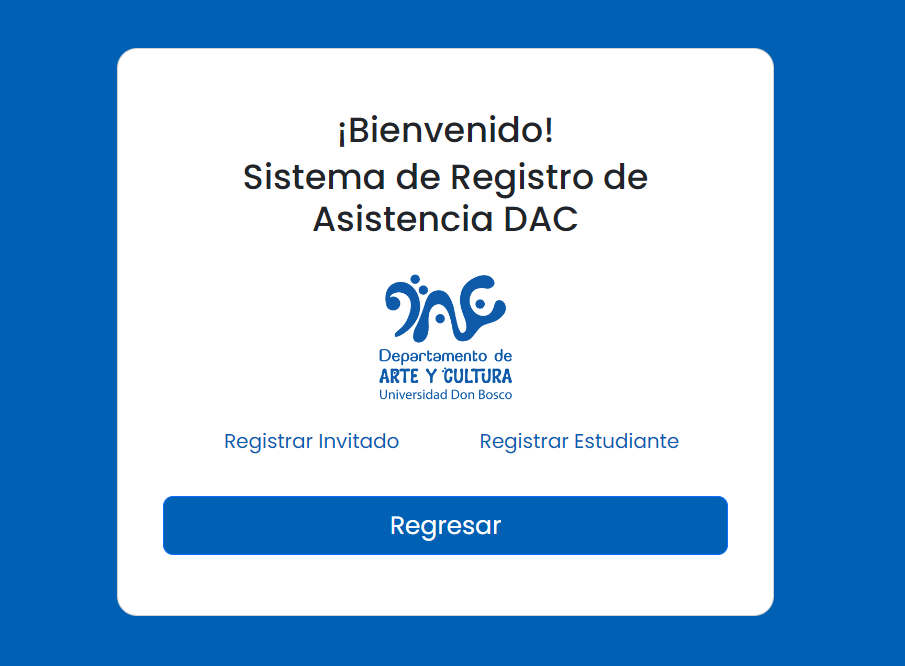 ¡Bienvenido!
Sistema de Registro de
Asistencia DAC
DAC
Departamento de
ARTE Y CULTURA
Universidad Don Bosco
Registrar Invitado
Registrar Estudiante
Regresar